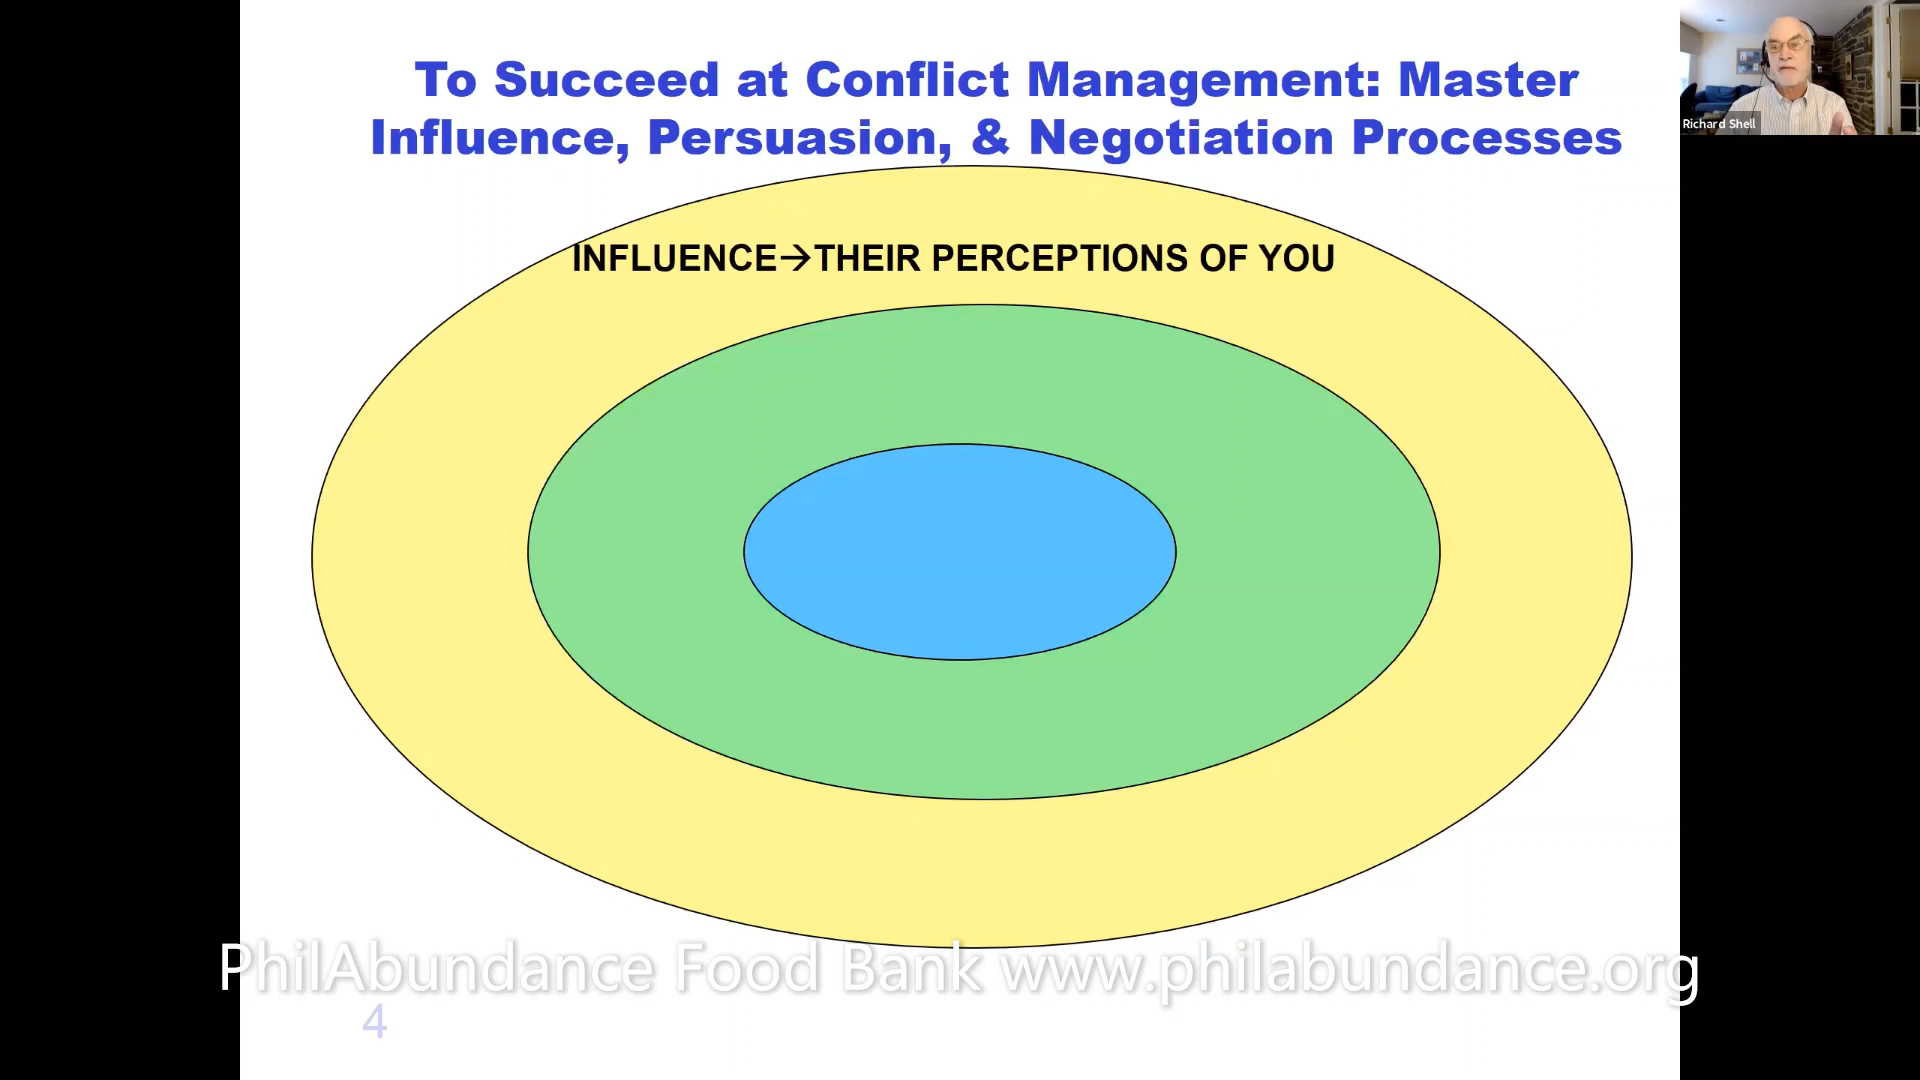 To Succeed at Conflict Management: Master
Influence, Persuasion, & Negotiation Processes
Richard Shell
INFLUENCE→THEIR PERCEPTIONS OF YOU
PhilAbundance Food Bank www.philabundance.org
4